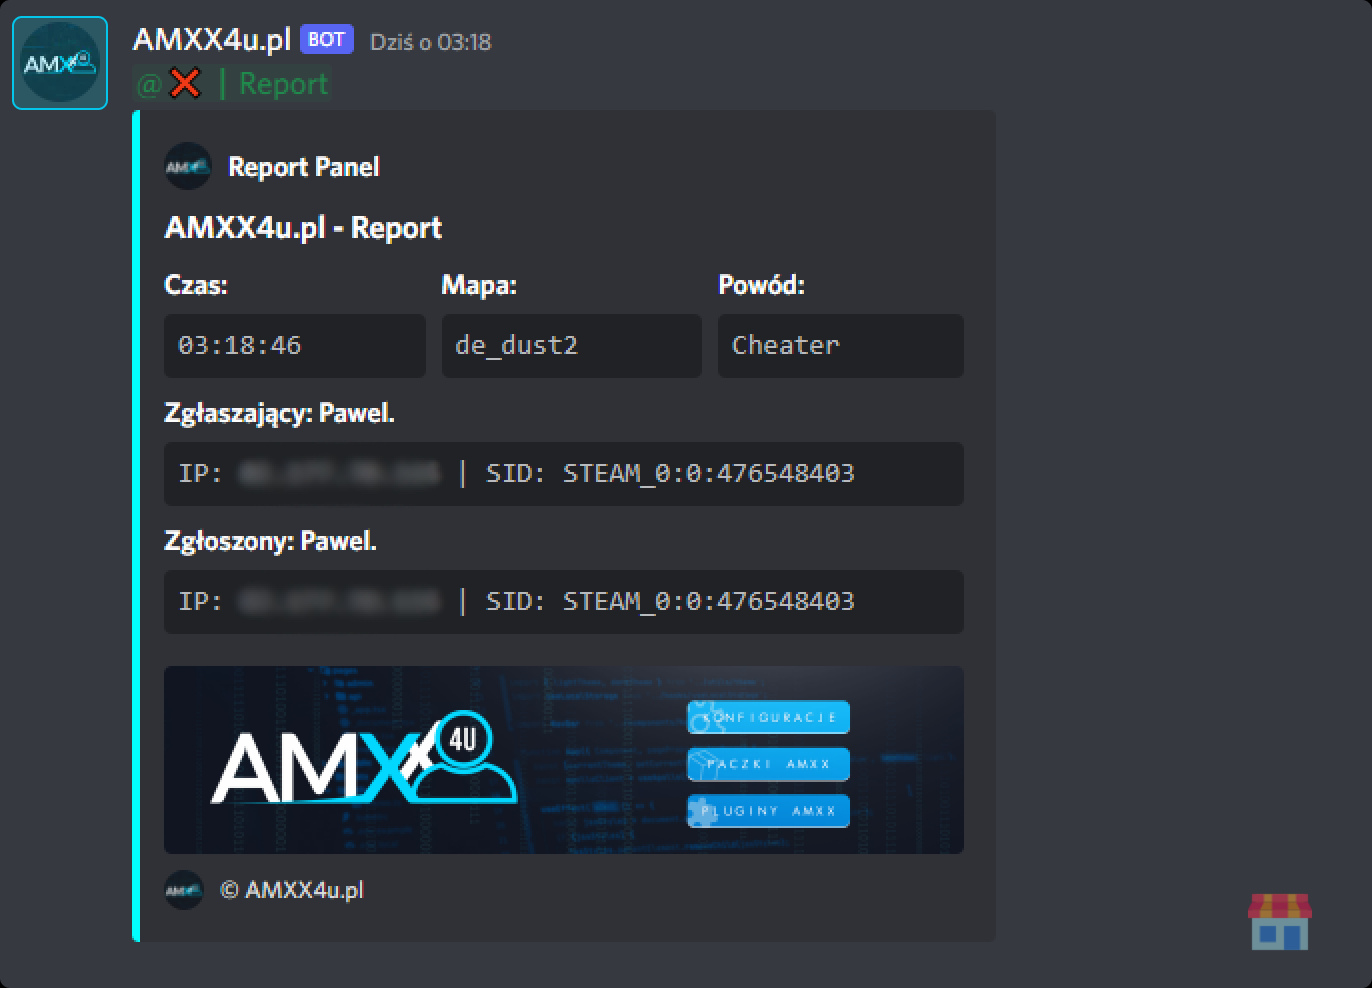 AMXX4u.pl BOT Dziś o 03:18
@❌ | Report
Report Panel
AMXX4u.pl - Report
Czas: Mapa: Powód:
03:18:46 de_dust2 Cheater
Zgłaszający: Pawel.
IP: | SID: STEAM_0:0:476548403
Zgłoszony: Pawel.
IP: | SID: STEAM_0:0:476548403
AMXX 4U
KONFIGURACJE
PACZKI AMXX
PLUGINY AMXX
© AMXX4u.pl